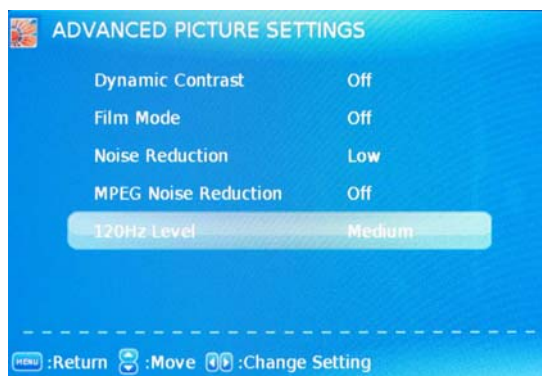 ADVANCED PICTURE SETTINGS
Dynamic Contrast Off
Film Mode Off
Noise Reduction Low
MPEG Noise Reduction Off
120Hz Level Medium
MENU :Return :Move :Change Setting